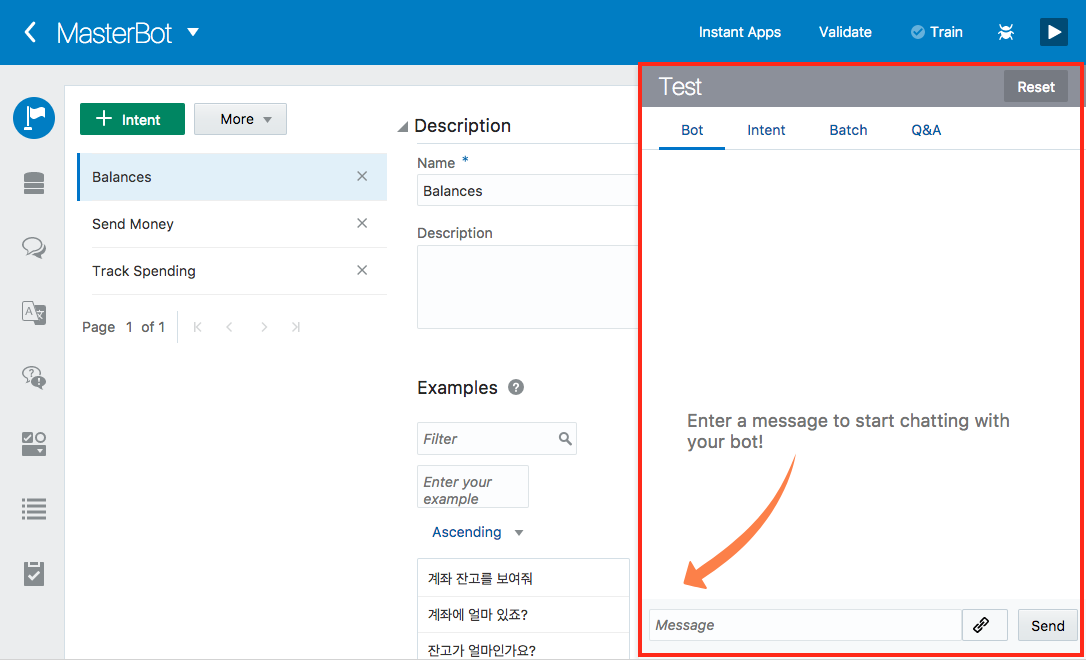 MasterBot
Instant Apps
Validate
Train
Intent
More
Balances
Send Money
Track Spending
Page 1 of 1
Description
Name *
Balances
Description
Examples
Filter
Enter your
example
Ascending
계좌 잔고를 보여줘
계좌에 얼마 있죠?
잔고가 얼마인가요?
Test
Reset
Bot
Intent
Batch
Q&A
Enter a message to start chatting with
your bot!
Message
Send